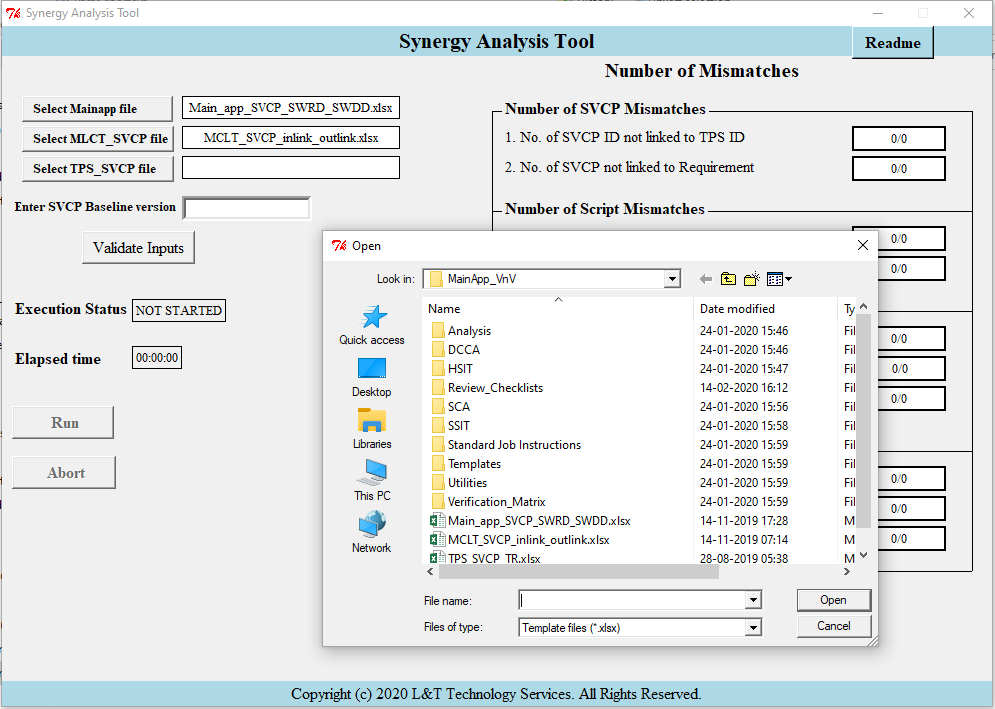 Synergy Analysis Tool
Synergy Analysis Tool
Readme
Number of Mismatches
Select Mainapp file
Main_app_SVCP_SWRD_SWDD.xlsx
Select MLCT_SVCP file
MCLT_SVCP_inlink_outlink.xlsx
Select TPS_SVCP file
Enter SVCP Baseline version
Validate Inputs
Execution Status
NOT STARTED
Elapsed time
00:00:00
Run
Abort
Number of SVCP Mismatches
1. No. of SVCP ID not linked to TPS ID
0/0
2. No. of SVCP not linked to Requirement
0/0
Number of Script Mismatches
0/0
0/0
0/0
0/0
0/0
0/0
0/0
0/0
Open
Look in:
MainApp_VnV
Quick access
Desktop
Libraries
This PC
Network
Name Date modified Ty
Analysis 24-01-2020 15:46 Fil
DCCA 24-01-2020 15:46 Fil
HSIT 24-01-2020 15:47 Fil
Review_Checklists 14-02-2020 16:12 Fil
SCA 24-01-2020 15:56 Fil
SSIT 24-01-2020 15:58 Fil
Standard Job Instructions 24-01-2020 15:59 Fil
Templates 24-01-2020 15:59 Fil
Utilities 24-01-2020 15:59 Fil
Verification_Matrix 24-01-2020 15:59 Fil
Main_app_SVCP_SWRD_SWDD.xlsx 14-11-2019 17:28 M
MCLT_SVCP_inlink_outlink.xlsx 14-11-2019 07:14 M
TPS_SVCP_TR.xlsx 28-08-2019 05:38 M
File name:
Open
Files of type:
Template files (*.xlsx)
Cancel
Copyright (c) 2020 L&T Technology Services. All Rights Reserved.